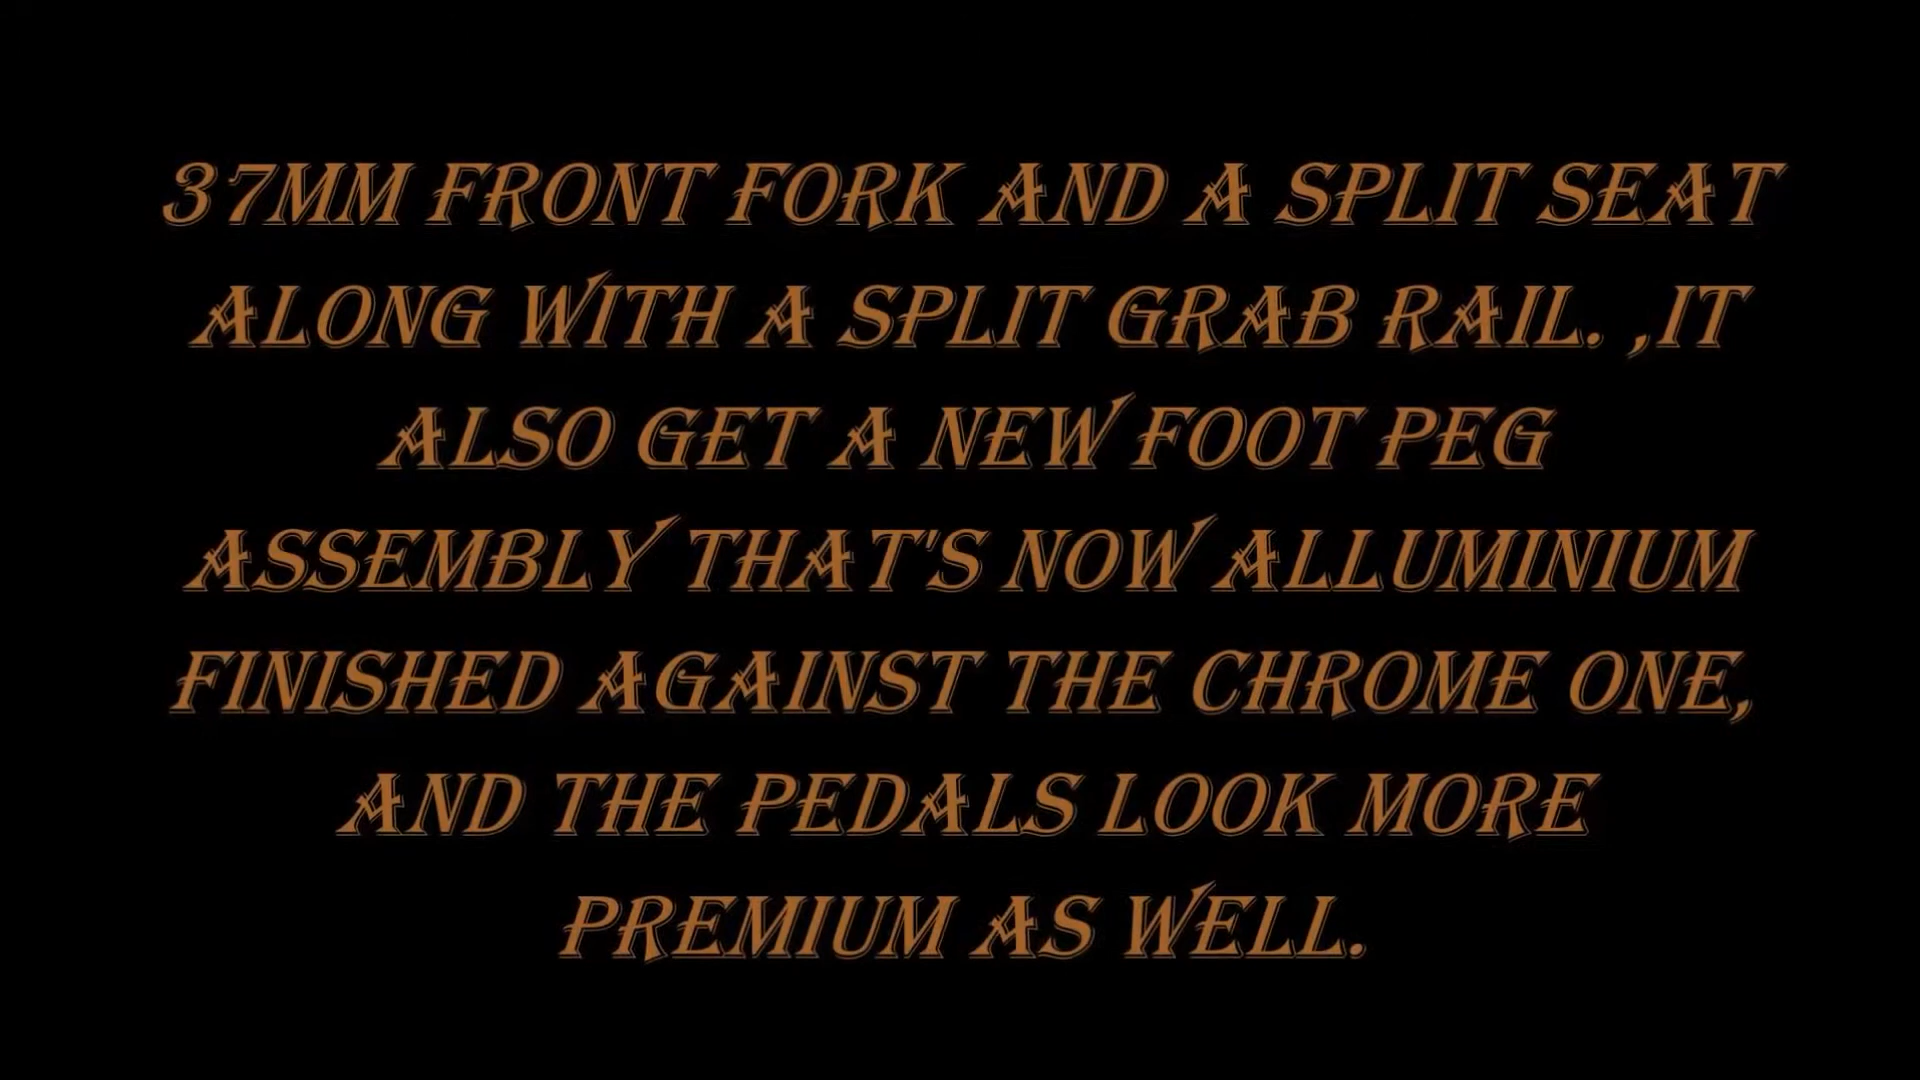 37MM FRONT FORK AND A SPLIT SEAT
ALONG WITH A SPLIT GRAB RAIL. ,IT
ALSO GET A NEW FOOT PEG
ASSEMBLY THAT'S NOW ALLUMINIUM
FINISHED AGAINST THE CHROME ONE,
AND THE PEDALS LOOK MORE
PREMIUM AS WELL.